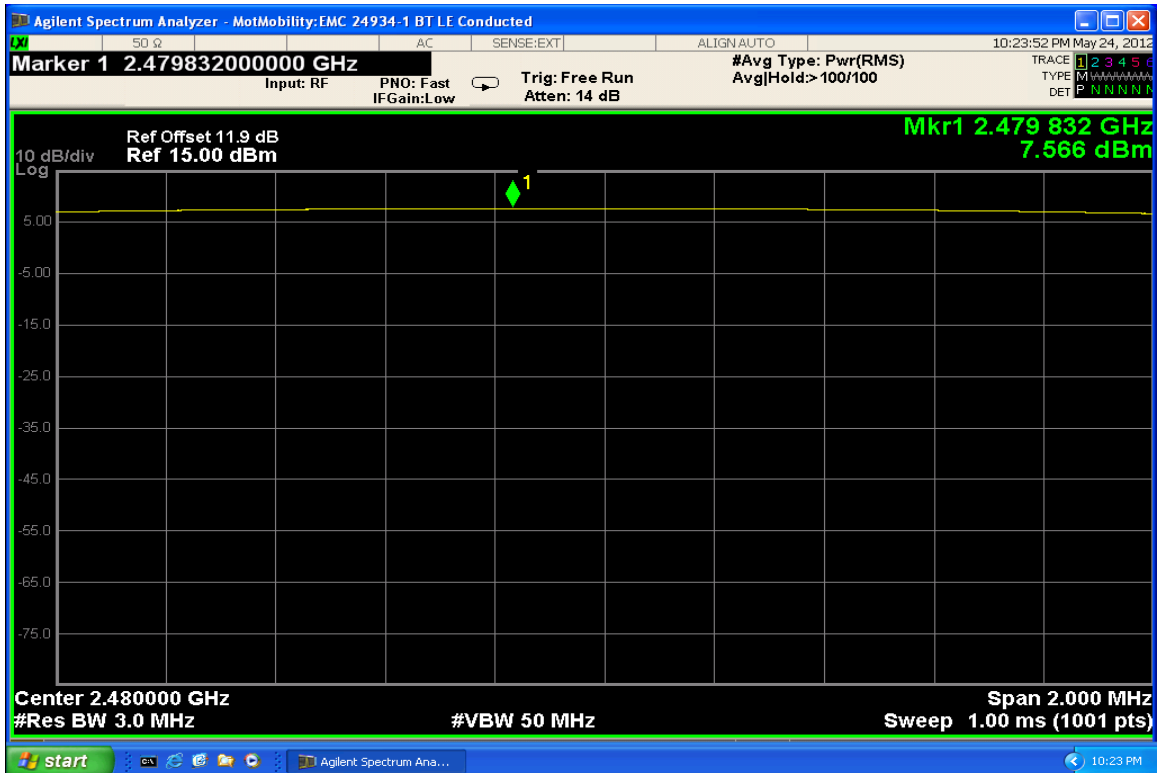 Agilent Spectrum Analyzer - MotMobility:EMC 24934-1 BT LE Conducted
LXI 50 Ω AC SENSE:EXT ALIGN AUTO 10:23:52 PM May 24, 2012
Marker 1 2.479832000000 GHz
Input: RF PNO: Fast IFGain:Low
Trig: Free Run
Atten: 14 dB
#Avg Type: Pwr(RMS)
Avg|Hold:>100/100
TRACE 1 2 3 4 5 6
TYPE M
DET P N N N N N
Mkr1 2.479 832 GHz
7.566 dBm
Ref Offset 11.9 dB
10 dB/div Ref 15.00 dBm
Log
1
5.00
-5.00
-15.0
-25.0
-35.0
-45.0
-55.0
-65.0
-75.0
Center 2.480000 GHz Span 2.000 MHz
#Res BW 3.0 MHz #VBW 50 MHz Sweep 1.00 ms (1001 pts)
start Agilent Spectrum Ana... 10:23 PM